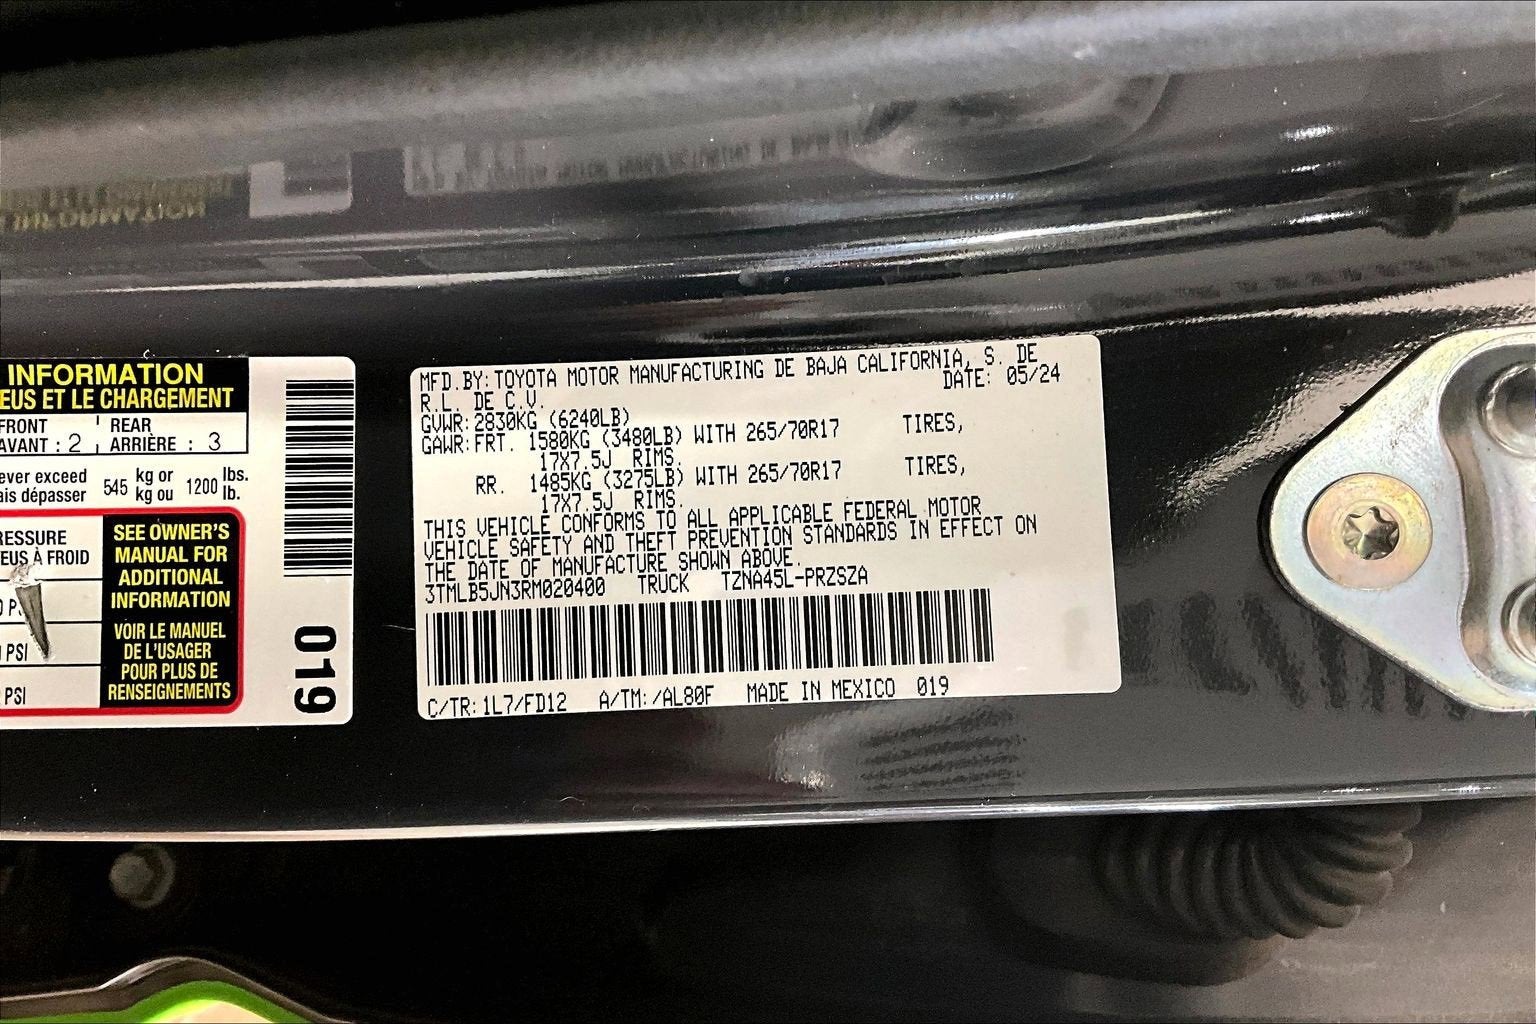 INFORMATION
EUS ET LE CHARGEMENT
FRONT REAR
AVANT : 2 ARRIÈRE : 3
ever exceed 545 kg or 1200 lbs.
ais dépasser kg ou lb.
RESSURE
EUS À FROID
PSI
PSI
SEE OWNER'S
MANUAL FOR
ADDITIONAL
INFORMATION
VOIR LE MANUEL
DE L'USAGER
POUR PLUS DE
RENSEIGNEMENTS
019
MFD.BY:TOYOTA MOTOR MANUFACTURING DE BAJA CALIFORNIA, S. DE
R.L. DE C.V. DATE: 05/24
GVWR:2830KG (6240LB)
GAWR:FRT. 1580KG (3480LB) WITH 265/70R17 TIRES,
17X7.5J RIMS.
RR. 1485KG (3275LB) WITH 265/70R17 TIRES,
17X7.5J RIMS.
THIS VEHICLE CONFORMS TO ALL APPLICABLE FEDERAL MOTOR
VEHICLE SAFETY AND THEFT PREVENTION STANDARDS IN EFFECT ON
THE DATE OF MANUFACTURE SHOWN ABOVE.
3TMLB5JN3RM020400 TRUCK TZNA45L-PRZSZA
C/TR:1L7/FD12 A/TM:/AL80F MADE IN MEXICO 019